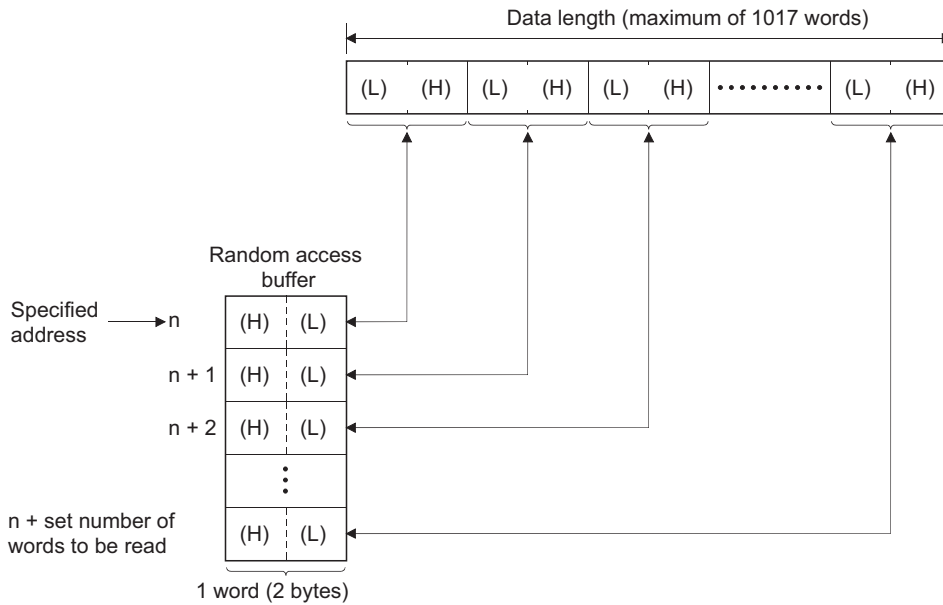 Data length (maximum of 1017 words)
(L) (H) (L) (H) (L) (H) (L) (H)
Random access
buffer
Specified
address
n (H) (L)
n + 1 (H) (L)
n + 2 (H) (L)
n + set number of
words to be read
(H) (L)
1 word (2 bytes)